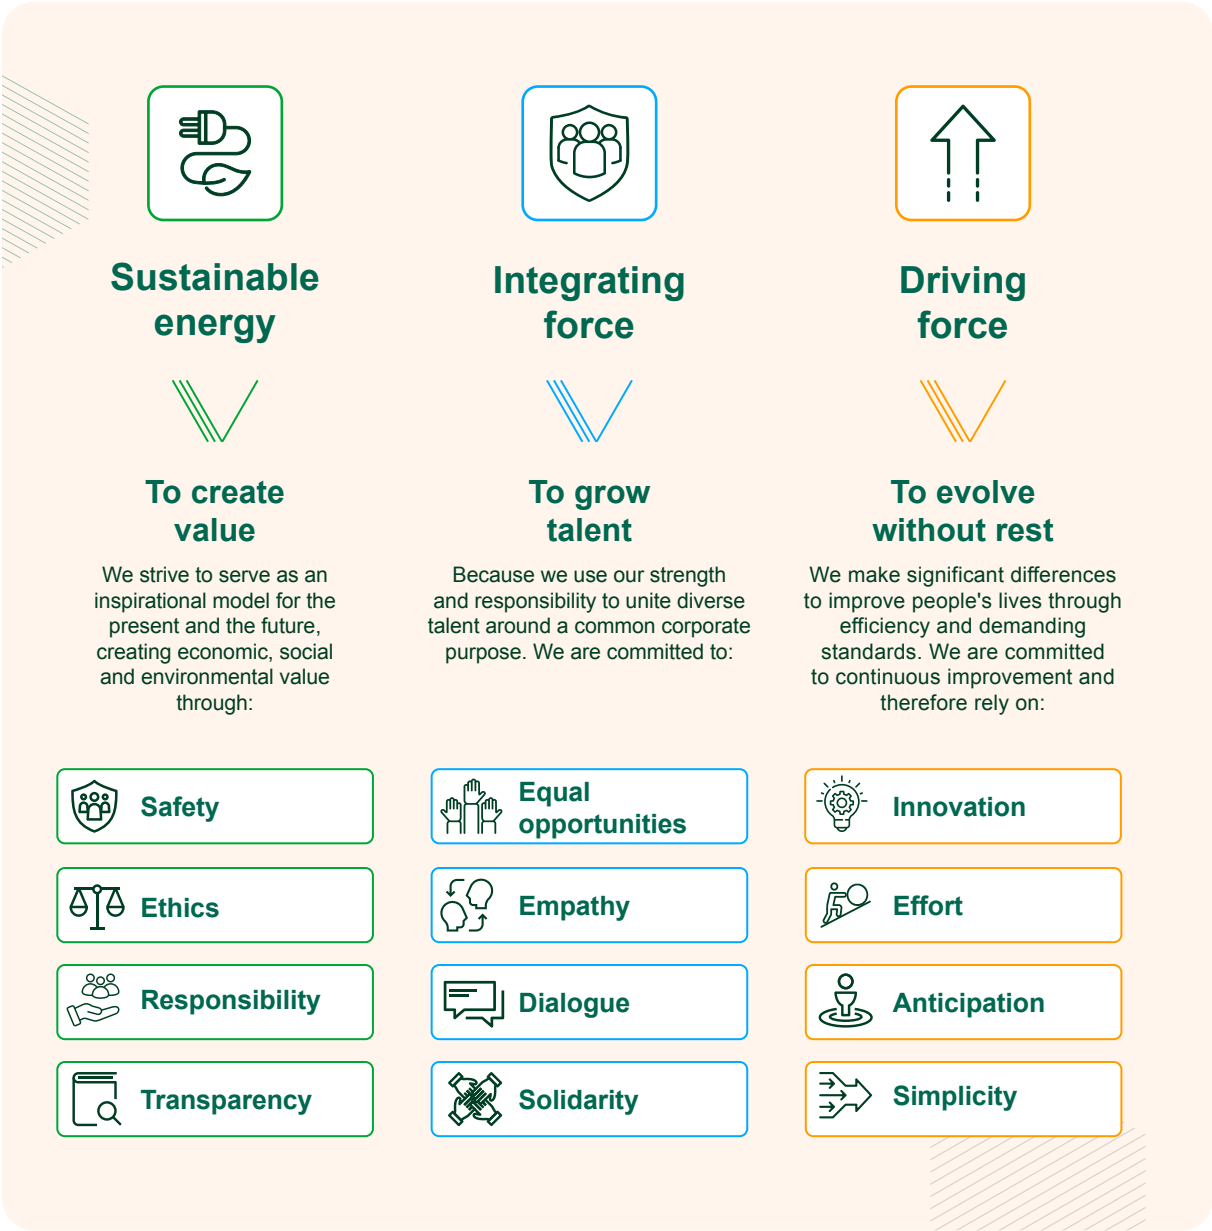 Sustainable
energy
To create
value
We strive to serve as an
inspirational model for the
present and the future,
creating economic, social
and environmental value
through:
Safety
Ethics
Responsibility
Transparency
Integrating
force
To grow
talent
Because we use our strength
and responsibility to unite diverse
talent around a common corporate
purpose. We are committed to:
Equal
opportunities
Empathy
Dialogue
Solidarity
Driving
force
To evolve
without rest
We make significant differences
to improve people's lives through
efficiency and demanding
standards. We are committed
to continuous improvement and
therefore rely on:
Innovation
Effort
Anticipation
Simplicity